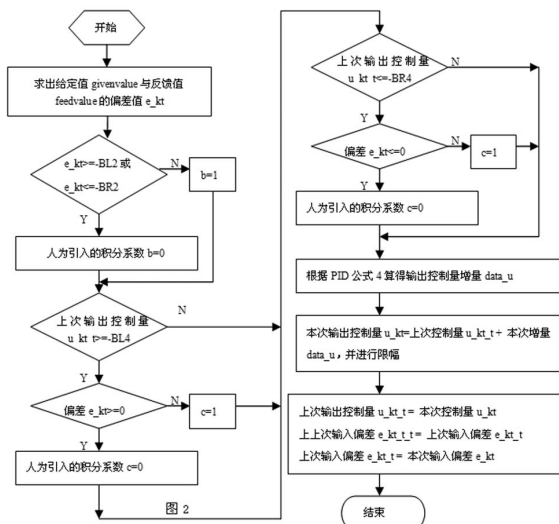 开始
求出给定值 givenvalue 与反馈值
feedvalue 的偏差值 e_kt
e_kt>=-BL2 或
e_kt<=-BR2
N
b=1
Y
人为引入的积分系数 b=0
上次输出控制量
u_kt_t>=-BL4
N
Y
偏差 e_kt>=0
N
c=1
Y
人为引入的积分系数 c=0
图 2
上次输出控制量
u_kt_t<=-BR4
N
Y
偏差 e_kt<=0
N
c=1
Y
人为引入的积分系数 c=0
根据 PID 公式 4 算得输出控制量增量 data_u
本次输出控制量 u_kt=上次控制量 u_kt_t+ 本次增量
data_u，并进行限幅
上次输出控制量 u_kt_t= 本次控制量 u_kt
上上次输入偏差 e_kt_t_t= 上次输入偏差 e_kt_t
上次输入偏差 e_kt_t= 本次输入偏差 e_kt
结束